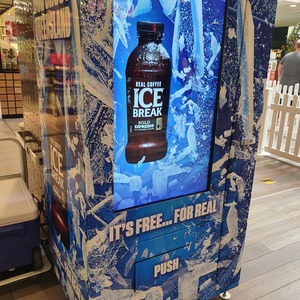 REAL COFFEE
ICE
BREAK
BOLD
ESPRESSO
IT'S FREE... FOR REAL
PUSH